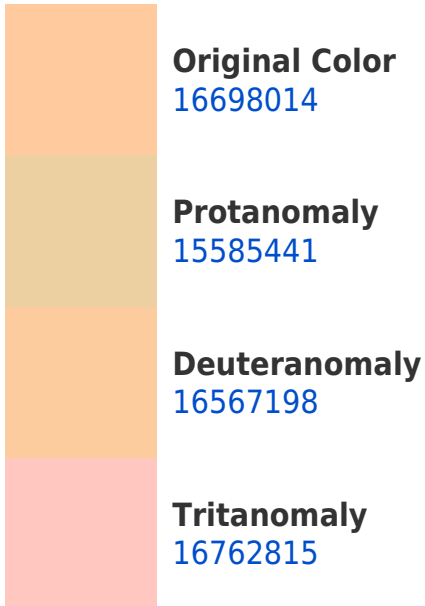 Original Color
16698014
Protanomaly
15585441
Deuteranomaly
16567198
Tritanomaly
16762815